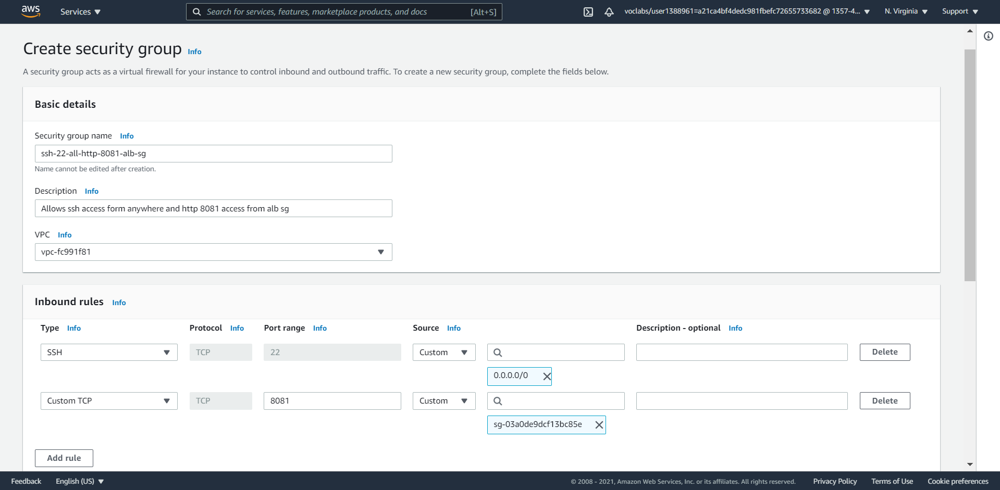 aws Services Search for services, features, marketplace products, and docs [Alt+S] voclabs/user1388961=a21ca4bf4dedc981fbefc72655733682 @ 1357-4... N. Virginia Support
Create security group Info
A security group acts as a virtual firewall for your instance to control inbound and outbound traffic. To create a new security group, complete the fields below.
Basic details
Security group name Info
ssh-22-all-http-8081-alb-sg
Name cannot be edited after creation.
Description Info
Allows ssh access form anywhere and http 8081 access from alb sg
VPC Info
vpc-fc991f81
Inbound rules Info
Type Info Protocol Info Port range Info Source Info Description - optional Info
SSH TCP 22 Custom Delete
0.0.0.0/0
Custom TCP TCP 8081 Custom Delete
sg-03a0de9dcf13bc85e
Add rule
Feedback English (US) © 2008 - 2021, Amazon Web Services, Inc. or its affiliates. All rights reserved. Privacy Policy Terms of Use Cookie preferences